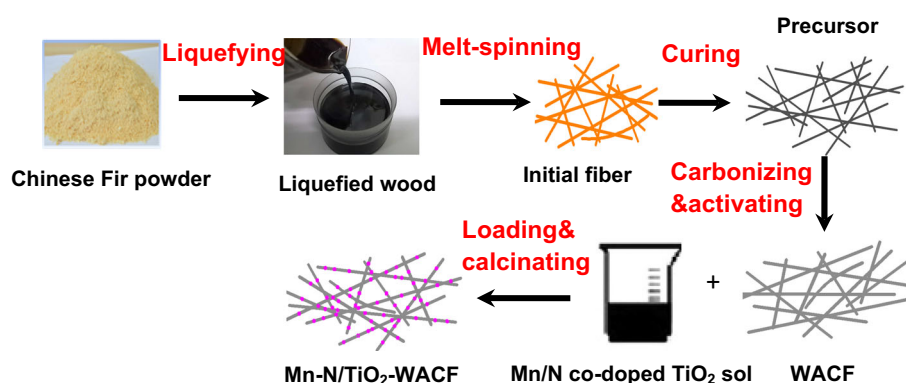 Precursor
Liquefying
Melt-spinning
Curing
Chinese Fir powder
Liquefied wood
Initial fiber
Carbonizing
&activating
Loading&
calcinating
+
Mn-N/TiO₂-WACF
Mn/N co-doped TiO₂ sol
WACF